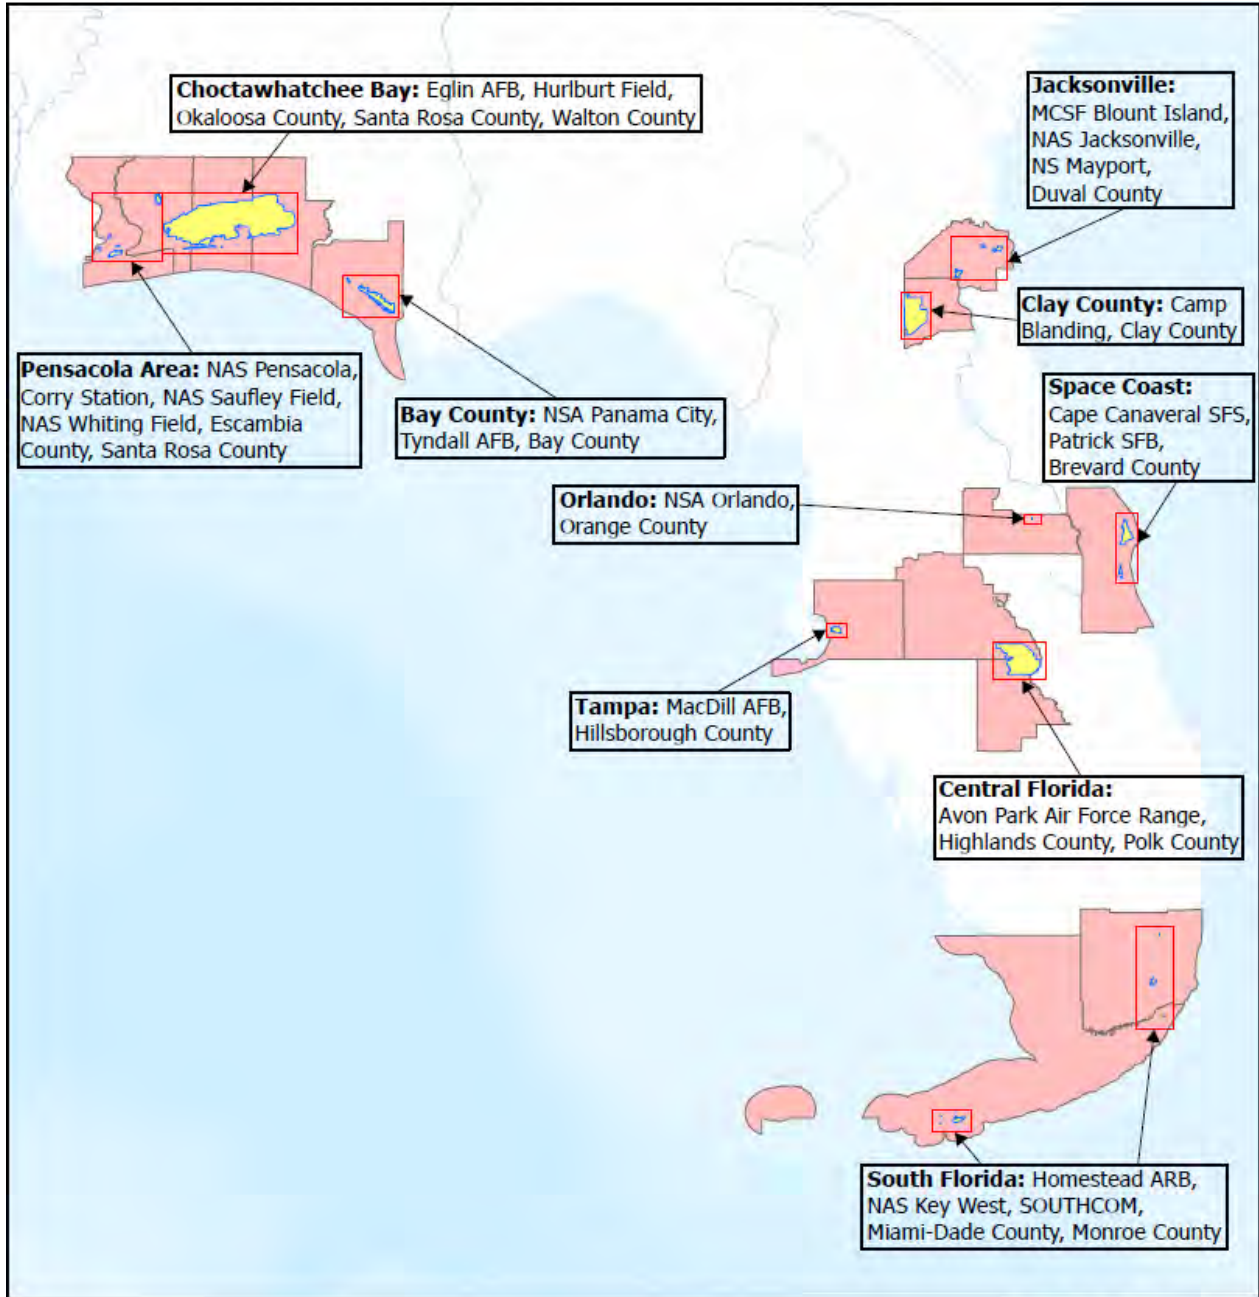 Choctawhatchee Bay: Eglin AFB, Hurlburt Field,
Okaloosa County, Santa Rosa County, Walton County
Jacksonville:
MCSF Blount Island,
NAS Jacksonville,
NS Mayport,
Duval County
Clay County: Camp
Blanding, Clay County
Pensacola Area: NAS Pensacola,
Corry Station, NAS Saufley Field,
NAS Whiting Field, Escambia
County, Santa Rosa County
Bay County: NSA Panama City,
Tyndall AFB, Bay County
Space Coast:
Cape Canaveral SFS,
Patrick SFB,
Brevard County
Orlando: NSA Orlando,
Orange County
Tampa: MacDill AFB,
Hillsborough County
Central Florida:
Avon Park Air Force Range,
Highlands County, Polk County
South Florida: Homestead ARB,
NAS Key West, SOUTHCOM,
Miami-Dade County, Monroe County